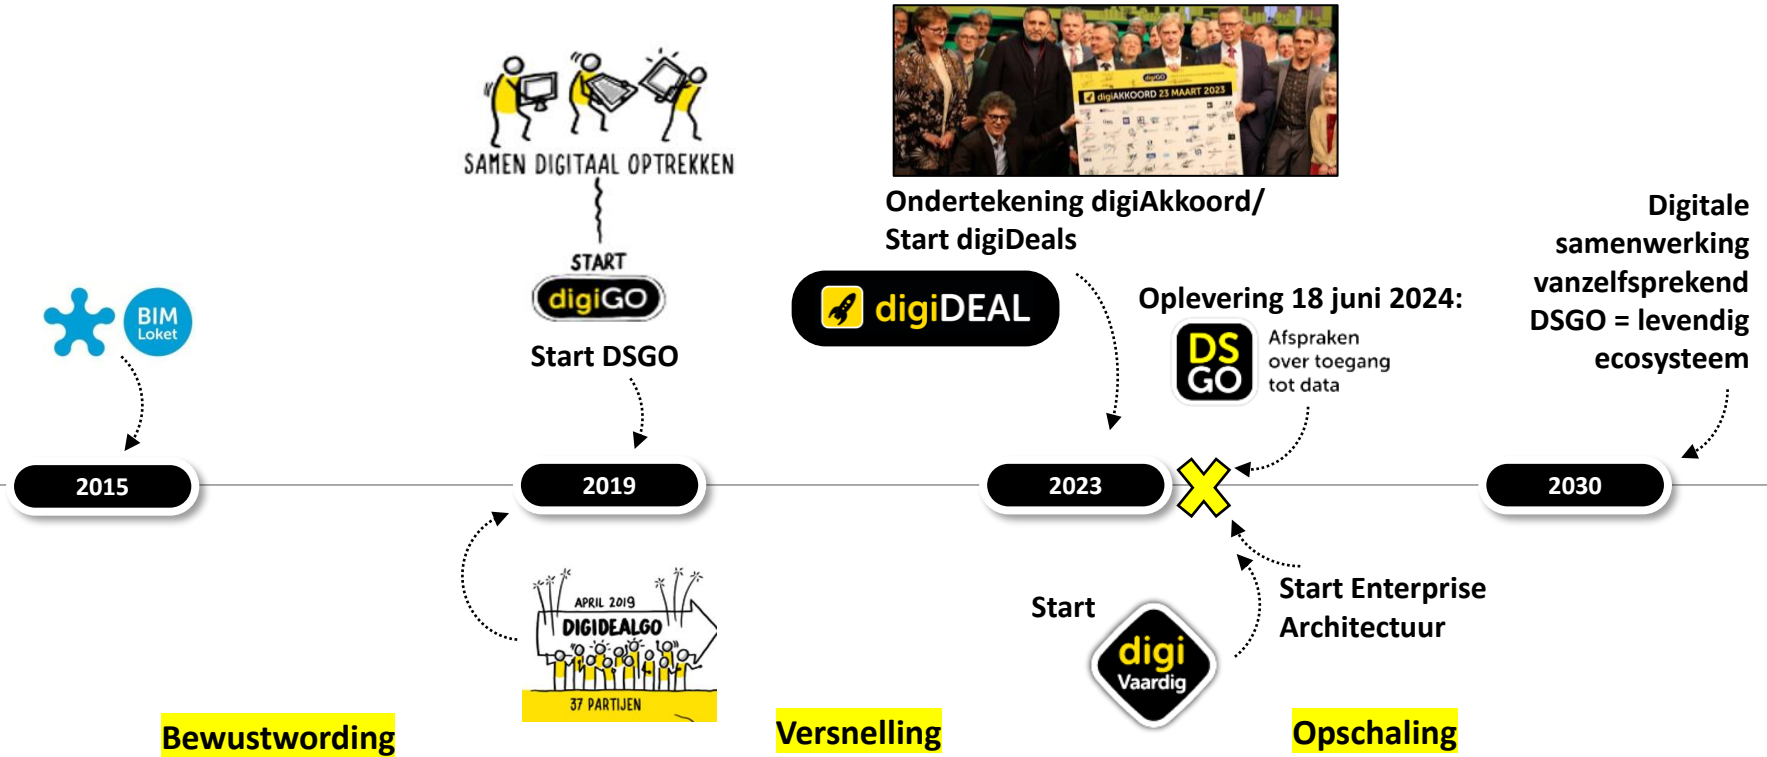 SAMEN DIGITAAL OPTREKKEN
START
digiGO
Start DSGO
BIM
Loket
digiGO
digiAKKOORD 23 MAART 2023
Ondertekening digiAkkoord/
Start digiDeals
digiDEAL
Oplevering 18 juni 2024:
DS
GO
Afspraken
over toegang
tot data
Digitale
samenwerking
vanzelfsprekend
DSGO = levendig
ecosysteem
2015
2019
2023
2030
APRIL 2019
DIGIDEALGO
37 PARTIJEN
Start
digi
Vaardig
Start Enterprise
Architectuur
Bewustwording
Versnelling
Opschaling